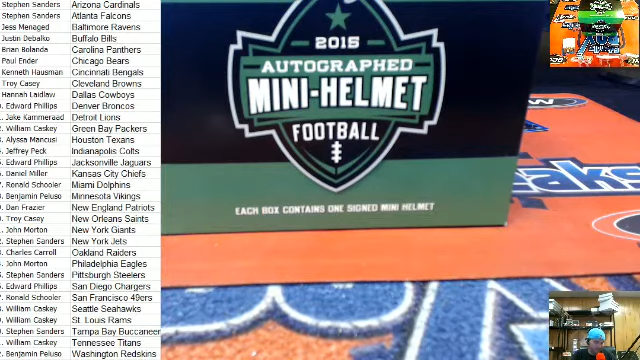 Stephen Sanders Arizona Cardinals
Stephen Sanders Atlanta Falcons
Jess Menaged Baltimore Ravens
Justin Debalko Buffalo Bills
Brian Bolanda Carolina Panthers
Paul Ender Chicago Bears
Kenneth Hausman Cincinnati Bengals
Troy Casey Cleveland Browns
Hannah Laidlaw Dallas Cowboys
Edward Phillips Denver Broncos
Jake Kammeraad Detroit Lions
William Caskey Green Bay Packers
Alyssa Mancusi Houston Texans
Jeffrey Peck Indianapolis Colts
Edward Phillips Jacksonville Jaguars
Daniel Miller Kansas City Chiefs
Ronald Schooler Miami Dolphins
Benjamin Peluso Minnesota Vikings
Dan Frazier New England Patriots
Troy Casey New Orleans Saints
John Morton New York Giants
Stephen Sanders New York Jets
Charles Carroll Oakland Raiders
John Morton Philadelphia Eagles
Stephen Sanders Pittsburgh Steelers
Edward Phillips San Diego Chargers
Ronald Schooler San Francisco 49ers
William Caskey Seattle Seahawks
William Caskey St. Louis Rams
Stephen Sanders Tampa Bay Buccaneer
William Caskey Tennessee Titans
Benjamin Peluso Washington Redskins
2015
AUTOGRAPHED
MINI-HELMET
FOOTBALL
EACH BOX CONTAINS ONE SIGNED MINI HELMET